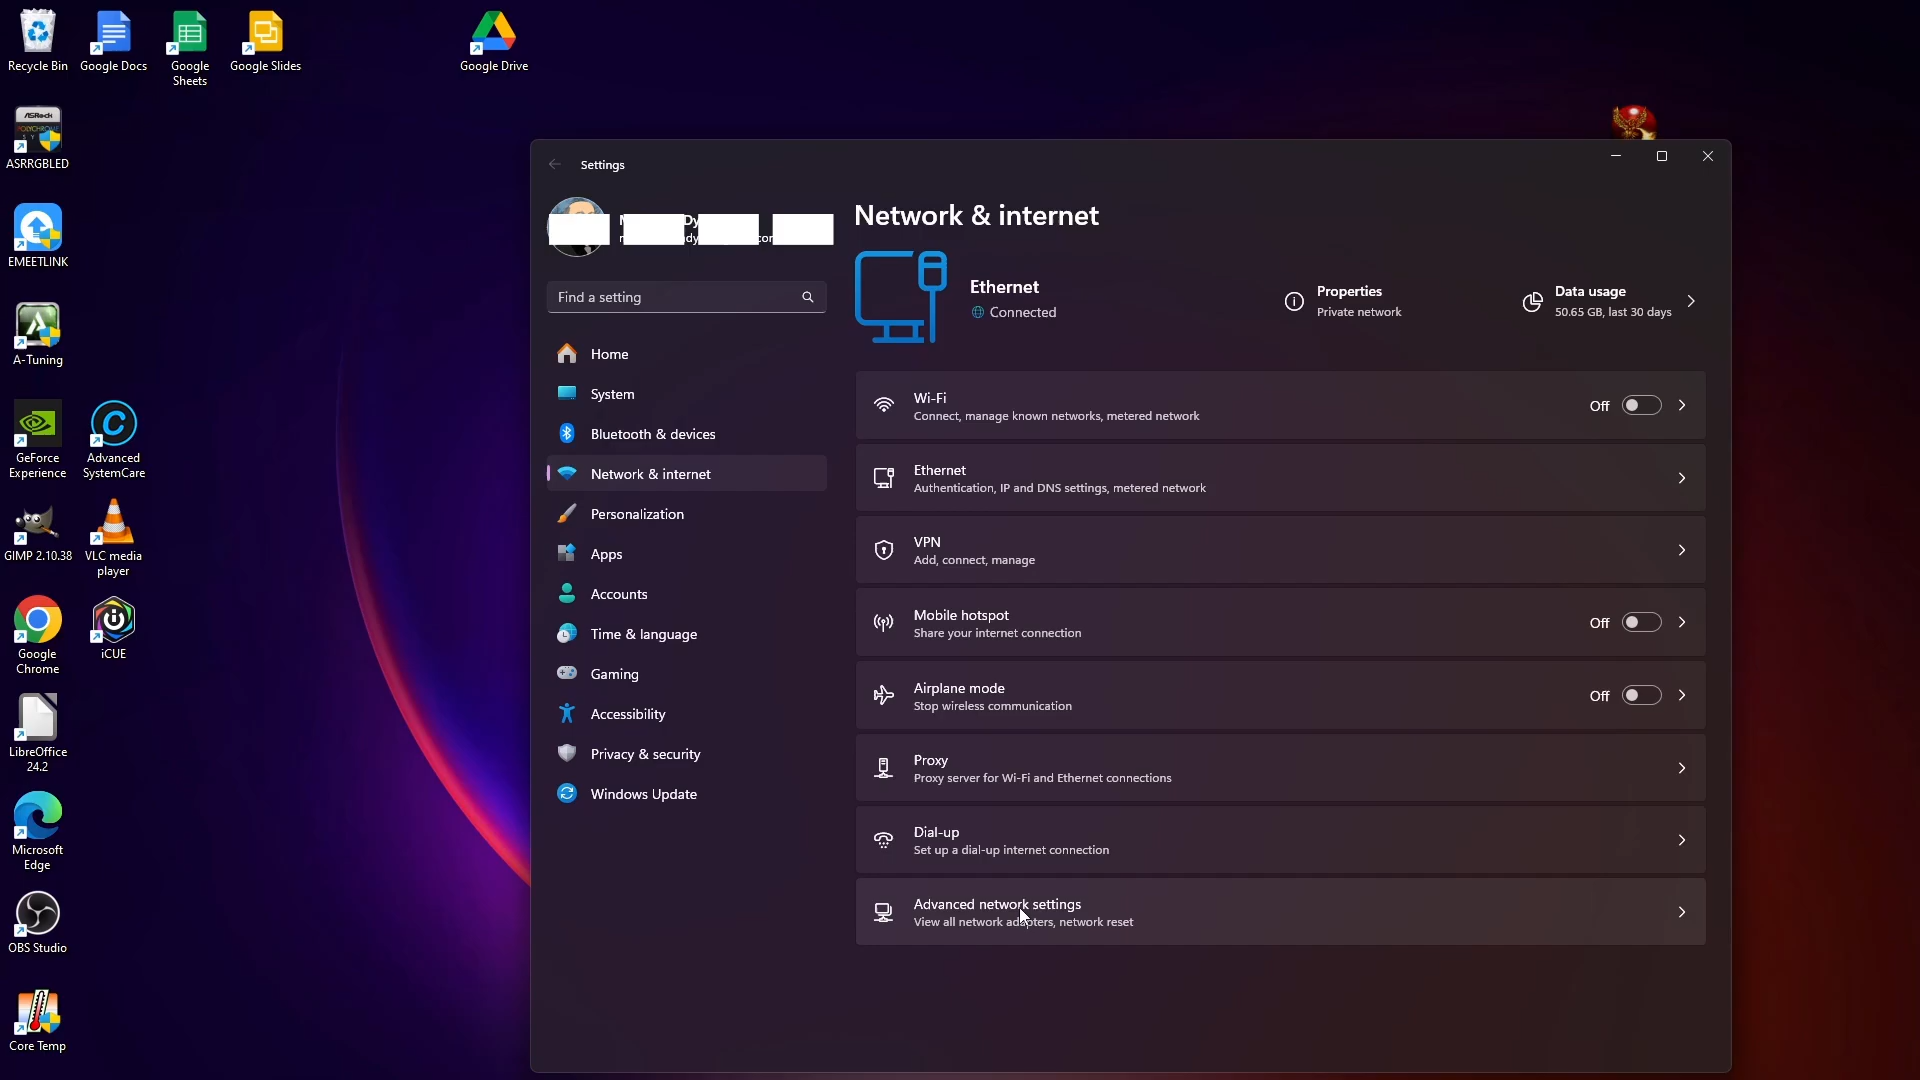 Recycle Bin
Google Docs
Google
Sheets
Google Slides
Google Drive
ASRock
POLYCHROME
ASRRGBLED
EMEETLINK
A-Tuning
GeForce
Experience
Advanced
SystemCare
GIMP 2.10.38
VLC media
player
Google
Chrome
iCUE
LibreOffice
24.2
Microsoft
Edge
OBS Studio
Core Temp
Settings
Find a setting
Home
System
Bluetooth & devices
Network & internet
Personalization
Apps
Accounts
Time & language
Gaming
Accessibility
Privacy & security
Windows Update
Network & internet
Ethernet
Connected
Properties
Private network
Data usage
50.65 GB, last 30 days
Wi-Fi
Connect, manage known networks, metered network
Off
Ethernet
Authentication, IP and DNS settings, metered network
VPN
Add, connect, manage
Mobile hotspot
Share your internet connection
Off
Airplane mode
Stop wireless communication
Off
Proxy
Proxy server for Wi-Fi and Ethernet connections
Dial-up
Set up a dial-up internet connection
Advanced network settings
View all network adapters, network reset